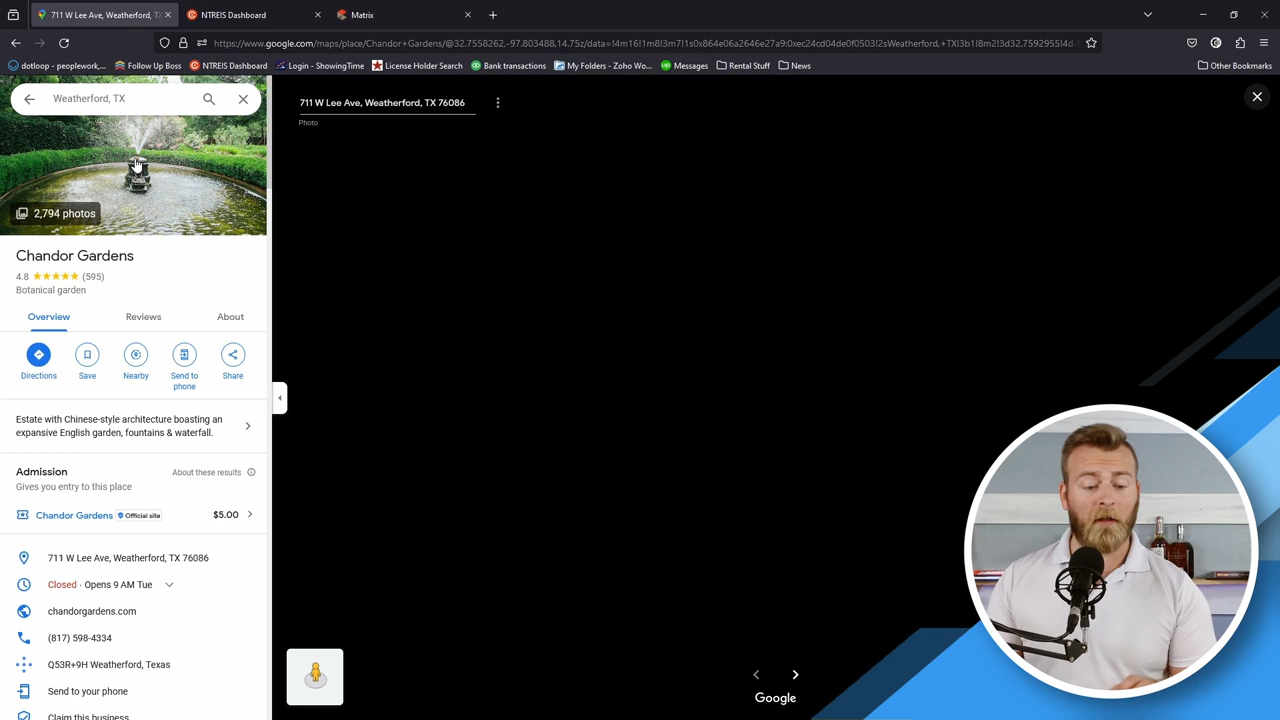 711 W Lee Ave, Weatherford, TX
NTREIS Dashboard
Matrix
https://www.google.com/maps/place/Chandor+Gardens/@32.7558262,-97.803488,14.75z/data=!4m16!1m8!3m7!1s0x864e06a2646e27a9:0xec24cd04de0f0503!2sWeatherford,+TX!3b1!8m2!3d32.7592955!4d-
dotloop - peoplework,...
Follow Up Boss
NTREIS Dashboard
Login - ShowingTime
License Holder Search
Bank transactions
My Folders - Zoho Wo...
Messages
Rental Stuff
News
Other Bookmarks
Weatherford, TX
2,794 photos
711 W Lee Ave, Weatherford, TX 76086
Photo
Chandor Gardens
4.8 ★★★★★ (595)
Botanical garden
Overview
Reviews
About
Directions
Save
Nearby
Send to
phone
Share
Estate with Chinese-style architecture boasting an
expansive English garden, fountains & waterfall.
Admission
About these results
Gives you entry to this place
Chandor Gardens Official site $5.00
711 W Lee Ave, Weatherford, TX 76086
Closed · Opens 9 AM Tue
chandorgardens.com
(817) 598-4334
Q53R+9H Weatherford, Texas
Send to your phone
Claim this business
Google